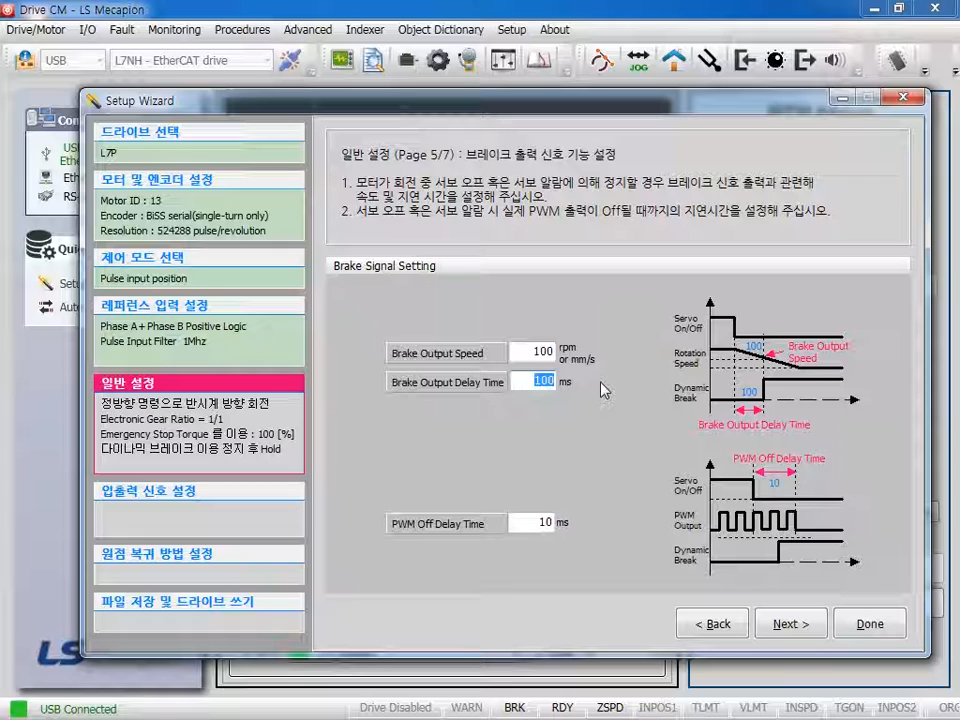 Drive CM - LS Mecapion
Drive/Motor I/O Fault Monitoring Procedures Advanced Indexer Object Dictionary Setup About
USB L7NH - EtherCAT drive
JOG
Setup Wizard
드라이브 선택
L7P
모터 및 엔코더 설정
Motor ID : 13
Encoder : BiSS serial(single-turn only)
Resolution : 524288 pulse/revolution
제어 모드 선택
Pulse input position
레퍼런스 입력 설정
Phase A+Phase B Positive Logic
Pulse Input Filter 1Mhz
일반 설정
정방향 명령으로 반시계 방향 회전
Electronic Gear Ratio = 1/1
Emergency Stop Torque 를 이용 : 100 [%]
다이나믹 브레이크 이용 정지 후 Hold
입출력 신호 설정
원점 복귀 방법 설정
파일 저장 및 드라이브 쓰기
일반 설정 (Page 5/7) : 브레이크 출력 신호 기능 설정
1. 모터가 회전 중 서보 오프 혹은 서보 알람에 의해 정지할 경우 브레이크 신호 출력과 관련해
속도 및 지연 시간을 설정해 주십시오.
2. 서보 오프 혹은 서보 알람 시 실제 PWM 출력이 Off될 때까지의 지연시간을 설정해 주십시오.
Brake Signal Setting
Brake Output Speed 100 rpm
or mm/s
Brake Output Delay Time 100 ms
PWM Off Delay Time 10 ms
Servo
On/Off
Rotation
Speed
100
Brake Output
Speed
Dynamic
Break
100
Brake Output Delay Time
PWM Off Delay Time
Servo
On/Off
10
PWM
Output
Dynamic
Break
< Back Next > Done
LS
USB Connected Drive Disabled WARN BRK RDY ZSPD INPOS1 TLMT VLMT INSPD TGON INPOS2